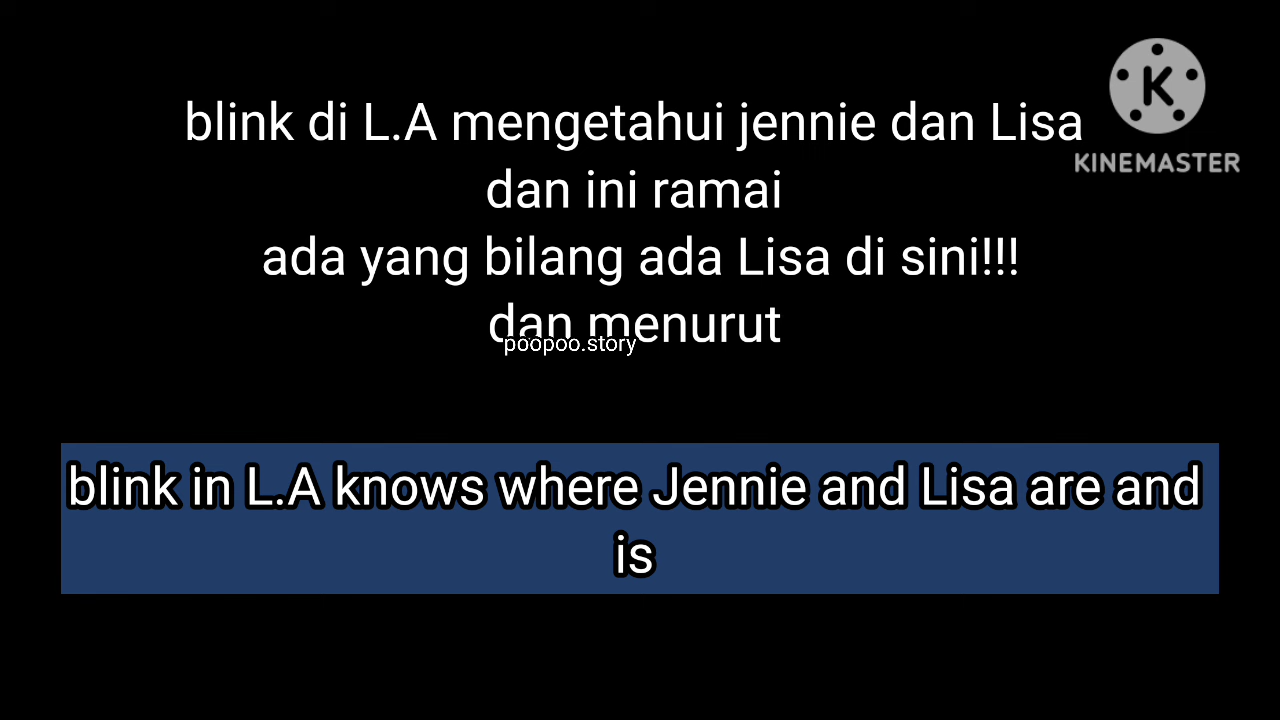 blink di L.A mengetahui jennie dan Lisa
dan ini ramai
ada yang bilang ada Lisa di sini!!!
dan menurut
poopoo.story
KINEMASTER
blink in L.A knows where Jennie and Lisa are and
is